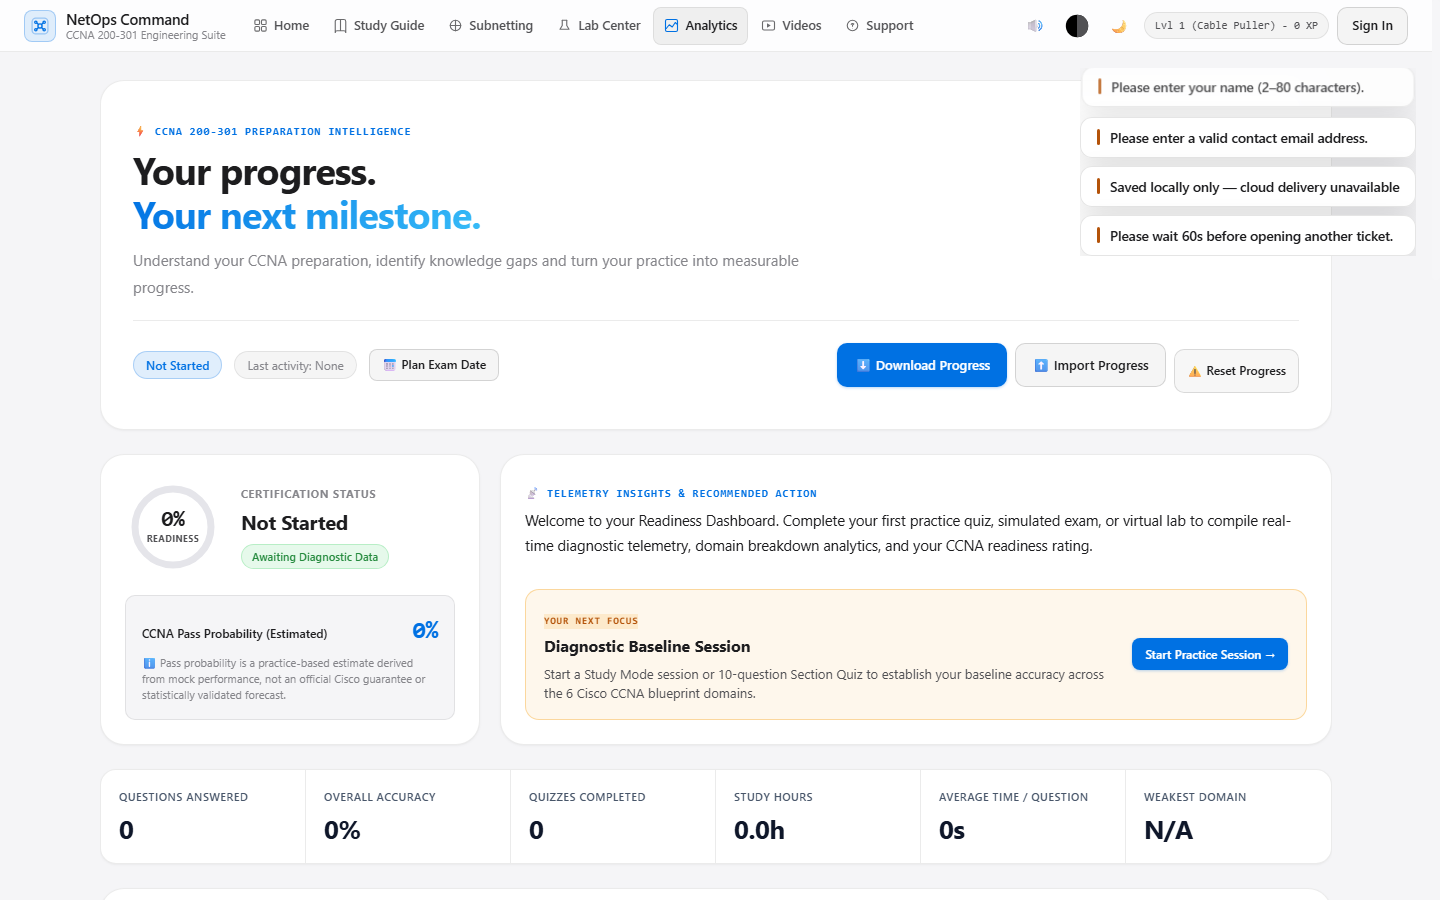 NetOps Command
CCNA 200-301 Engineering Suite
Home
Study Guide
Subnetting
Lab Center
Analytics
Videos
Support
Lvl 1 (Cable Puller) - 0 XP
Sign In
Please enter your name (2–80 characters).
Please enter a valid contact email address.
Saved locally only — cloud delivery unavailable
Please wait 60s before opening another ticket.
CCNA 200-301 PREPARATION INTELLIGENCE
Your progress.
Your next milestone.
Understand your CCNA preparation, identify knowledge gaps and turn your practice into measurable
progress.
Not Started
Last activity: None
Plan Exam Date
Download Progress
Import Progress
Reset Progress
0%
READINESS
CERTIFICATION STATUS
Not Started
Awaiting Diagnostic Data
CCNA Pass Probability (Estimated)
0%
Pass probability is a practice-based estimate derived
from mock performance, not an official Cisco guarantee or
statistically validated forecast.
TELEMETRY INSIGHTS & RECOMMENDED ACTION
Welcome to your Readiness Dashboard. Complete your first practice quiz, simulated exam, or virtual lab to compile real-
time diagnostic telemetry, domain breakdown analytics, and your CCNA readiness rating.
YOUR NEXT FOCUS
Diagnostic Baseline Session
Start a Study Mode session or 10-question Section Quiz to establish your baseline accuracy across
the 6 Cisco CCNA blueprint domains.
Start Practice Session →
QUESTIONS ANSWERED
0
OVERALL ACCURACY
0%
QUIZZES COMPLETED
0
STUDY HOURS
0.0h
AVERAGE TIME / QUESTION
0s
WEAKEST DOMAIN
N/A